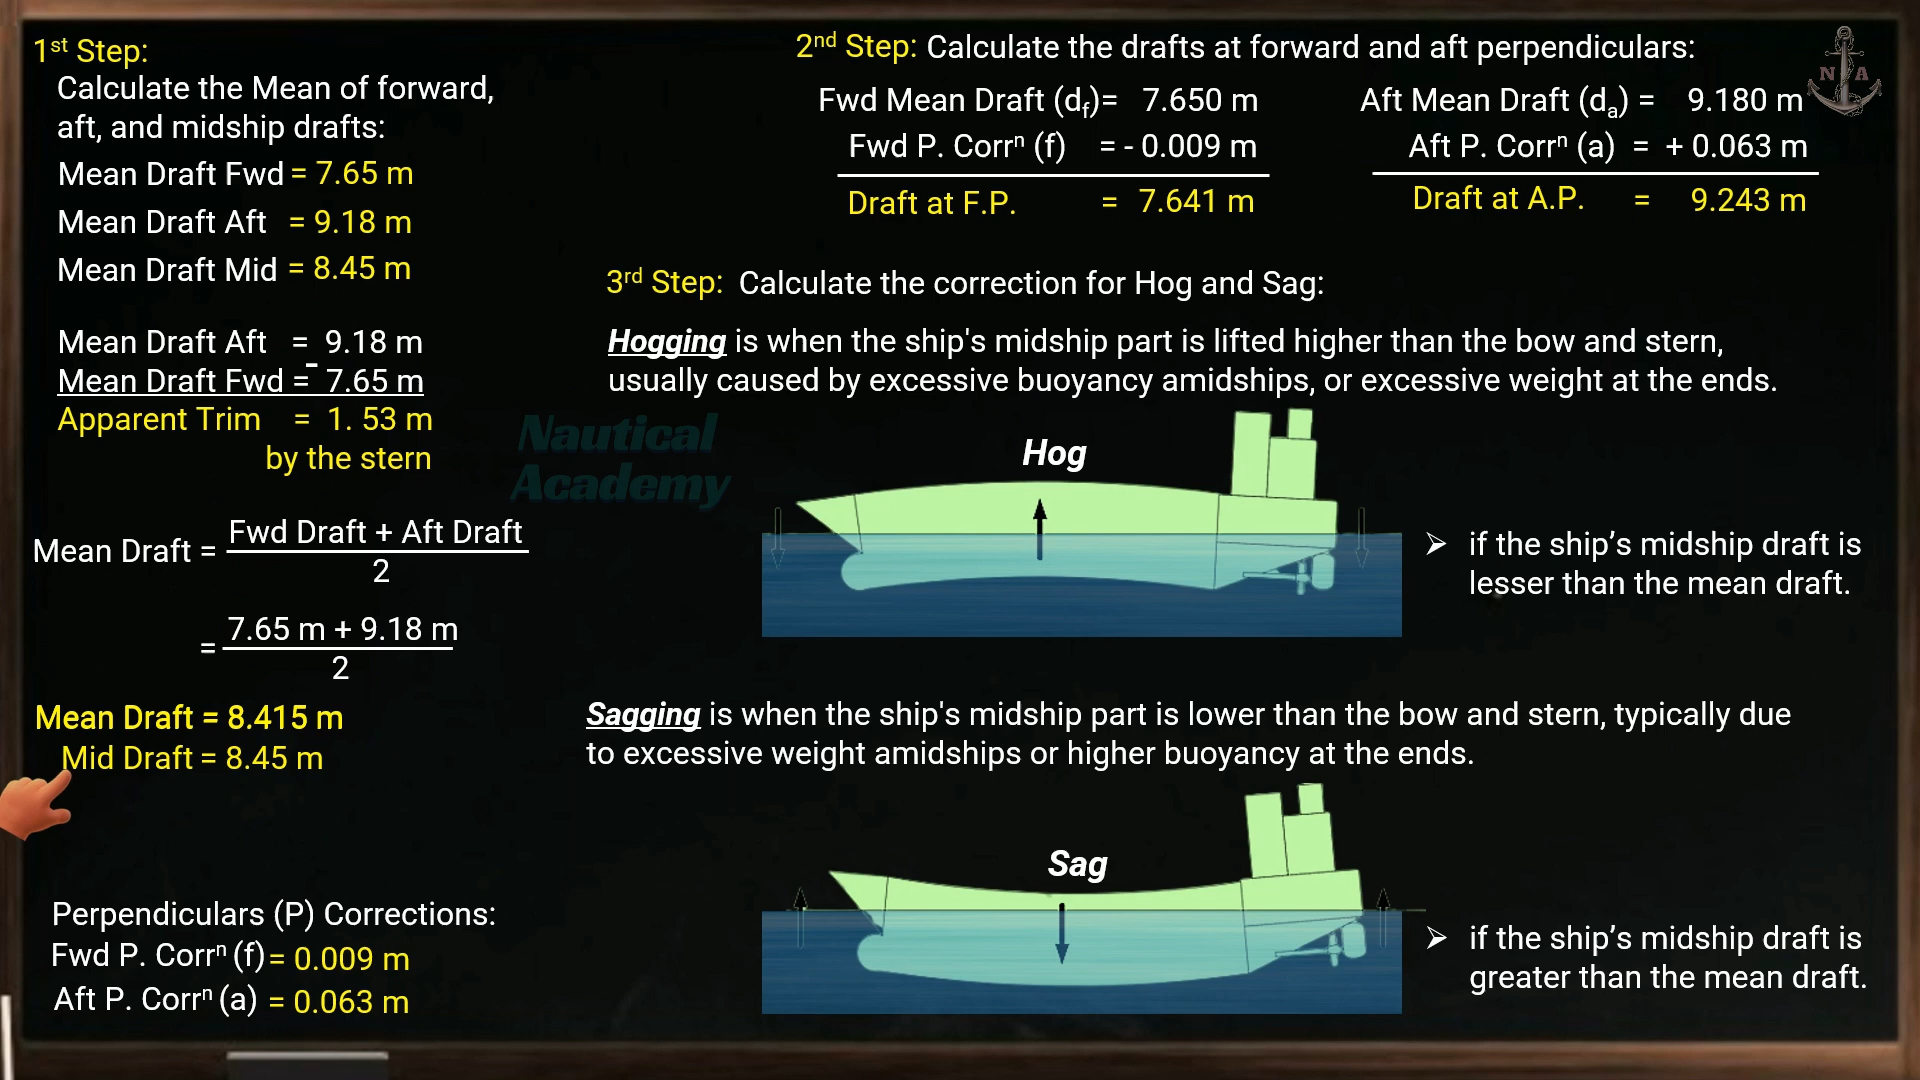 1st Step:
Calculate the Mean of forward,
aft, and midship drafts:
Mean Draft Fwd = 7.65 m
Mean Draft Aft = 9.18 m
Mean Draft Mid = 8.45 m
Mean Draft Aft = 9.18 m
-
Mean Draft Fwd = 7.65 m
Apparent Trim = 1. 53 m
by the stern
Mean Draft = Fwd Draft + Aft Draft
2
= 7.65 m + 9.18 m
2
Mean Draft = 8.415 m
Mid Draft = 8.45 m
Perpendiculars (P) Corrections:
Fwd P. Corrⁿ (f) = 0.009 m
Aft P. Corrⁿ (a) = 0.063 m
2nd Step: Calculate the drafts at forward and aft perpendiculars:
Fwd Mean Draft (df)= 7.650 m
Fwd P. Corrⁿ (f) = - 0.009 m
Draft at F.P. = 7.641 m
Aft Mean Draft (da) = 9.180 m
Aft P. Corrⁿ (a) = + 0.063 m
Draft at A.P. = 9.243 m
N A
3rd Step: Calculate the correction for Hog and Sag:
Hogging is when the ship's midship part is lifted higher than the bow and stern,
usually caused by excessive buoyancy amidships, or excessive weight at the ends.
Nautical
Academy
Hog
➢ if the ship’s midship draft is
lesser than the mean draft.
Sagging is when the ship's midship part is lower than the bow and stern, typically due
to excessive weight amidships or higher buoyancy at the ends.
Sag
➢ if the ship’s midship draft is
greater than the mean draft.